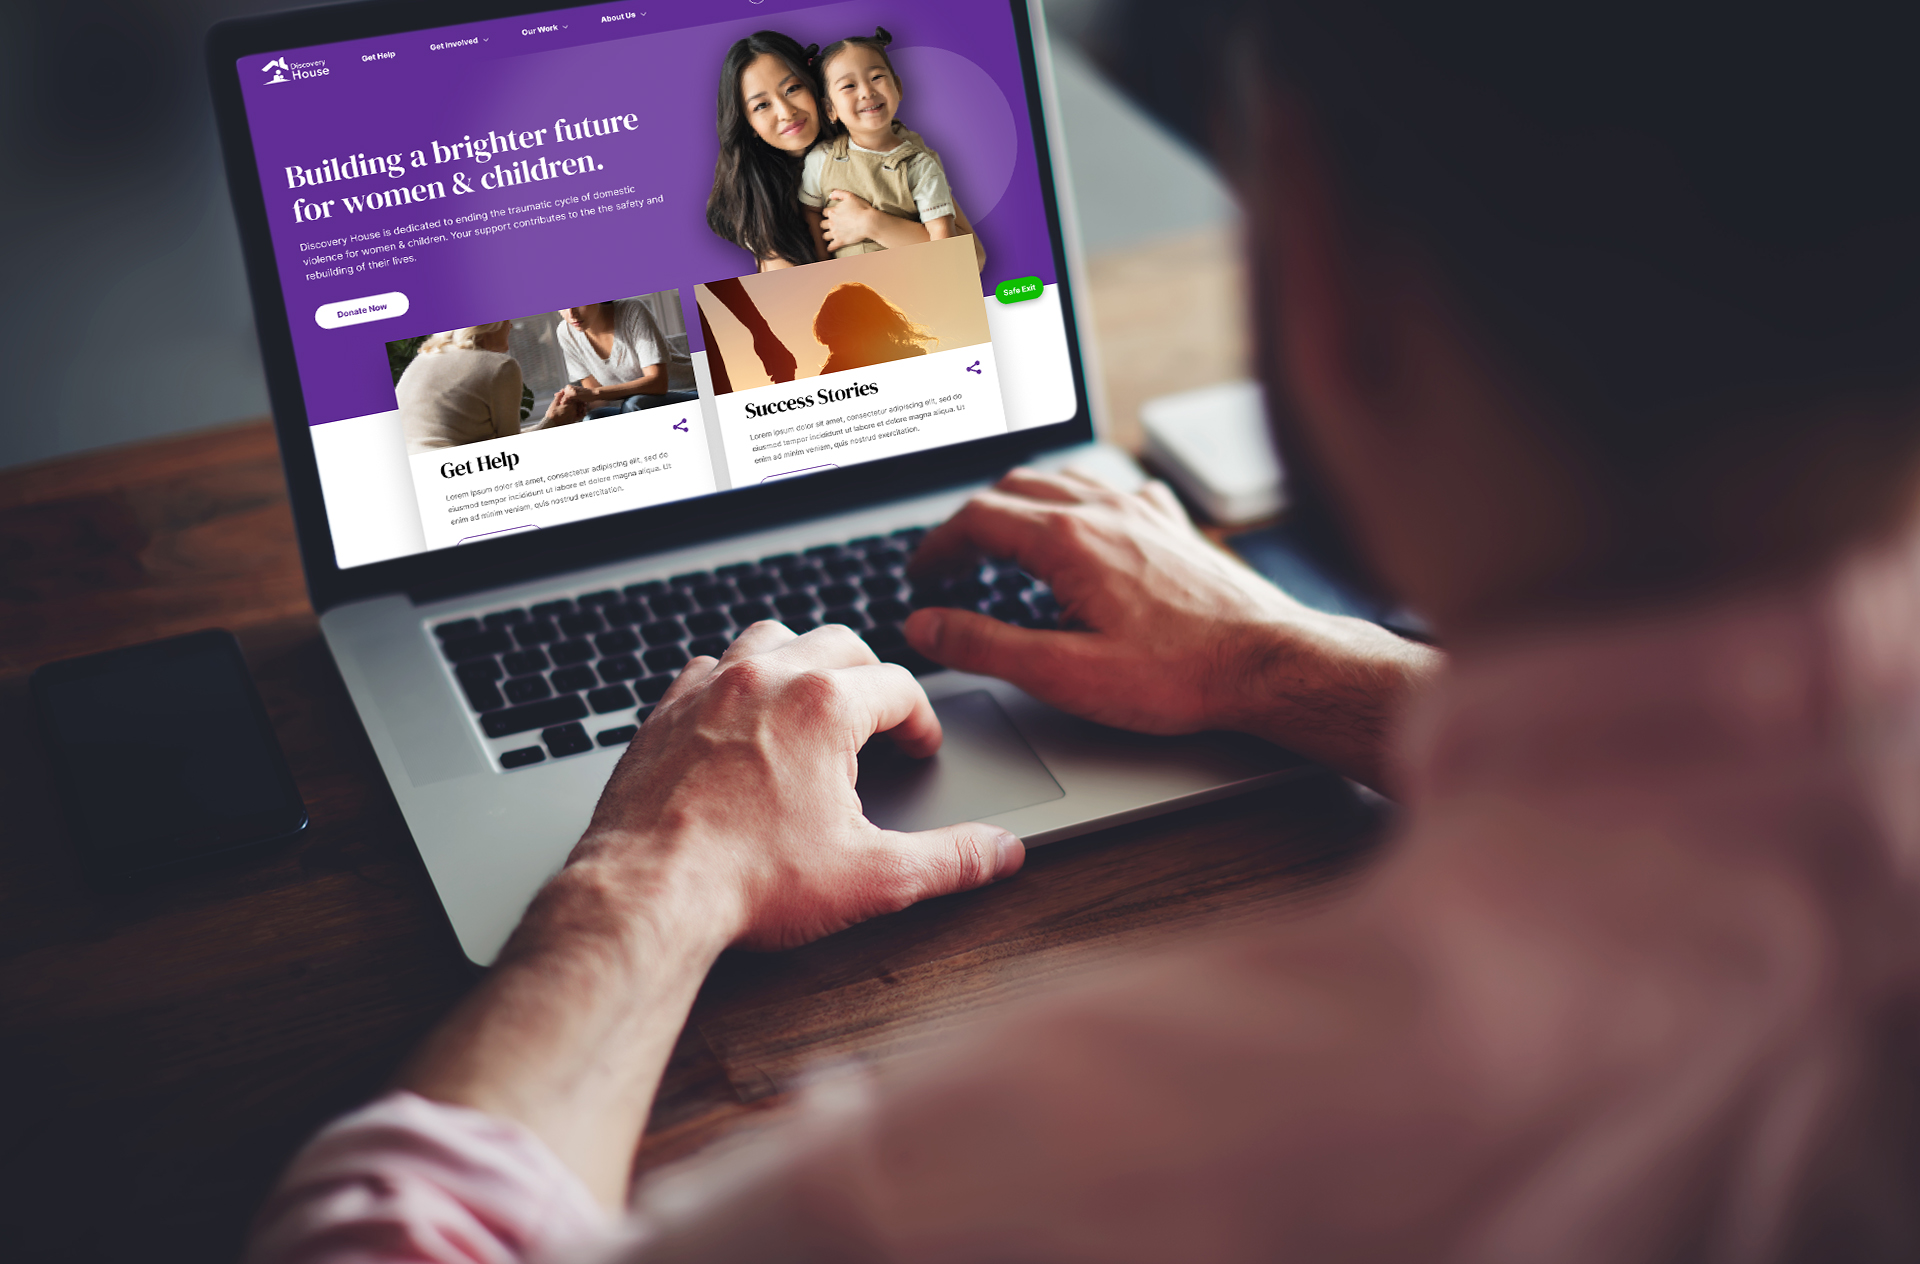 Discovery
House
Get Help
Get Involved
Our Work
About Us
Building a brighter future
for women & children.
Discovery House is dedicated to ending the traumatic cycle of domestic
violence for women & children. Your support contributes to the the safety and
rebuilding of their lives.
Donate Now
Safe Exit
Get Help
Lorem ipsum dolor sit amet, consectetur adipiscing elit, sed do
eiusmod tempor incididunt ut labore et dolore magna aliqua. Ut
enim ad minim veniam, quis nostrud exercitation.
Success Stories
Lorem ipsum dolor sit amet, consectetur adipiscing elit, sed do
eiusmod tempor incididunt ut labore et dolore magna aliqua. Ut
enim ad minim veniam, quis nostrud exercitation.